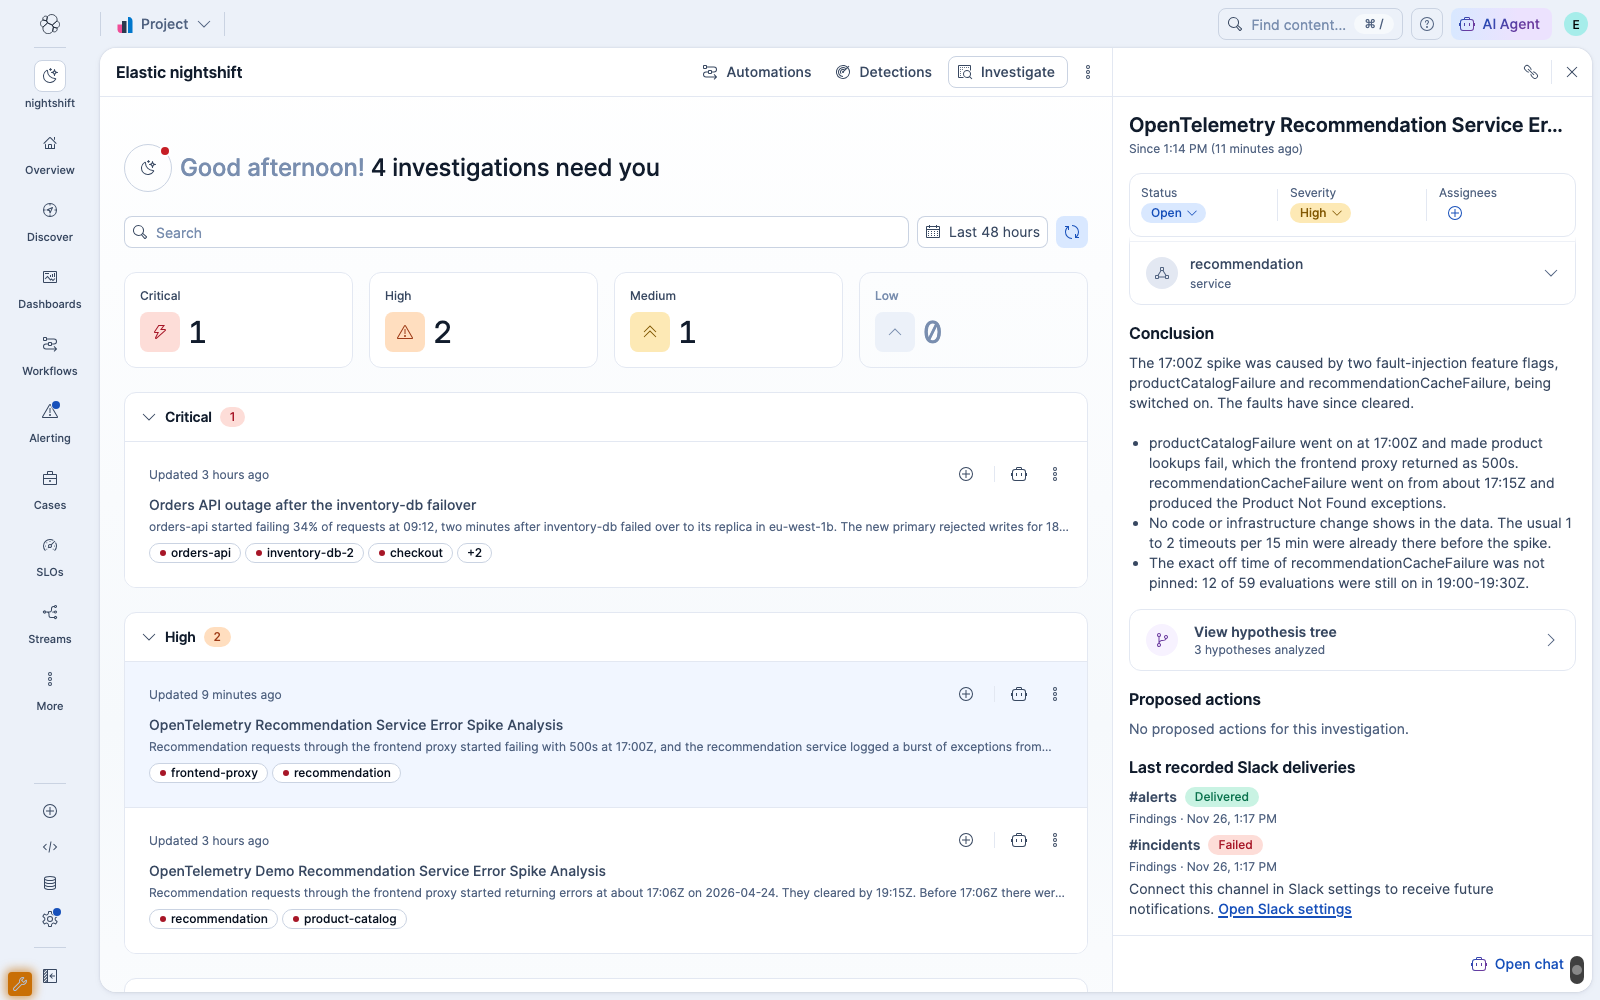 Project
Find content...
⌘ /
AI Agent
E
nightshift
Overview
Discover
Dashboards
Workflows
Alerting
Cases
SLOs
Streams
More
Elastic nightshift
Automations
Detections
Investigate
Good afternoon! 4 investigations need you
Search
Last 48 hours
Critical
1
High
2
Medium
1
Low
0
Critical 1
Updated 3 hours ago
Orders API outage after the inventory-db failover
orders-api started failing 34% of requests at 09:12, two minutes after inventory-db failed over to its replica in eu-west-1b. The new primary rejected writes for 18...
orders-api
inventory-db-2
checkout
+2
High 2
Updated 9 minutes ago
OpenTelemetry Recommendation Service Error Spike Analysis
Recommendation requests through the frontend proxy started failing with 500s at 17:00Z, and the recommendation service logged a burst of exceptions from...
frontend-proxy
recommendation
Updated 3 hours ago
OpenTelemetry Demo Recommendation Service Error Spike Analysis
Recommendation requests through the frontend proxy started returning errors at about 17:06Z on 2026-04-24. They cleared by 19:15Z. Before 17:06Z there wer...
recommendation
product-catalog
OpenTelemetry Recommendation Service Er...
Since 1:14 PM (11 minutes ago)
Status
Open
Severity
High
Assignees
recommendation
service
Conclusion
The 17:00Z spike was caused by two fault-injection feature flags,
productCatalogFailure and recommendationCacheFailure, being
switched on. The faults have since cleared.
• productCatalogFailure went on at 17:00Z and made product
lookups fail, which the frontend proxy returned as 500s.
recommendationCacheFailure went on from about 17:15Z and
produced the Product Not Found exceptions.
• No code or infrastructure change shows in the data. The usual 1
to 2 timeouts per 15 min were already there before the spike.
• The exact off time of recommendationCacheFailure was not
pinned: 12 of 59 evaluations were still on in 19:00-19:30Z.
View hypothesis tree
3 hypotheses analyzed
Proposed actions
No proposed actions for this investigation.
Last recorded Slack deliveries
#alerts Delivered
Findings · Nov 26, 1:17 PM
#incidents Failed
Findings · Nov 26, 1:17 PM
Connect this channel in Slack settings to receive future
notifications. Open Slack settings
Open chat